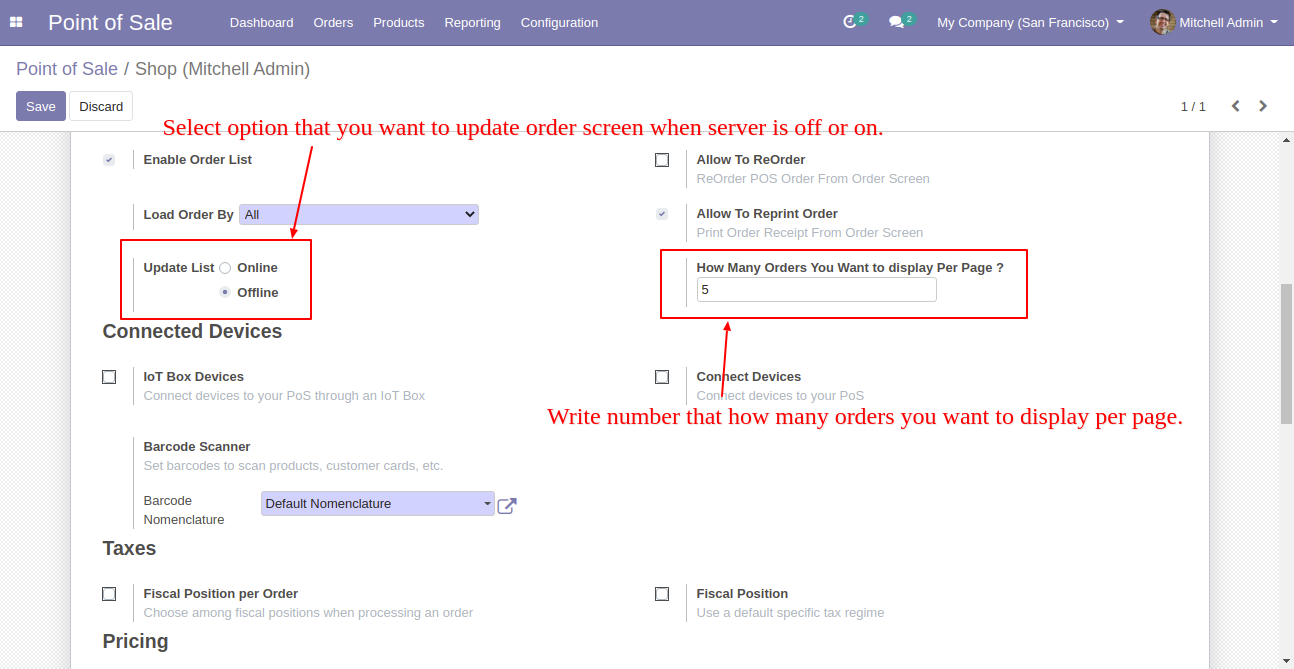 Point of Sale Dashboard Orders Products Reporting Configuration 2 2 My Company (San Francisco) Mitchell Admin
Point of Sale / Shop (Mitchell Admin)
Save Discard 1 / 1
Select option that you want to update order screen when server is off or on.
Enable Order List
Allow To ReOrder
ReOrder POS Order From Order Screen
Load Order By All
Allow To Reprint Order
Print Order Receipt From Order Screen
Update List Online
Offline
How Many Orders You Want to display Per Page ?
5
Connected Devices
IoT Box Devices
Connect devices to your PoS through an IoT Box
Connect Devices
Connect devices to your PoS
Write number that how many orders you want to display per page.
Barcode Scanner
Set barcodes to scan products, customer cards, etc.
Barcode
Nomenclature
Default Nomenclature
Taxes
Fiscal Position per Order
Choose among fiscal positions when processing an order
Fiscal Position
Use a default specific tax regime
Pricing